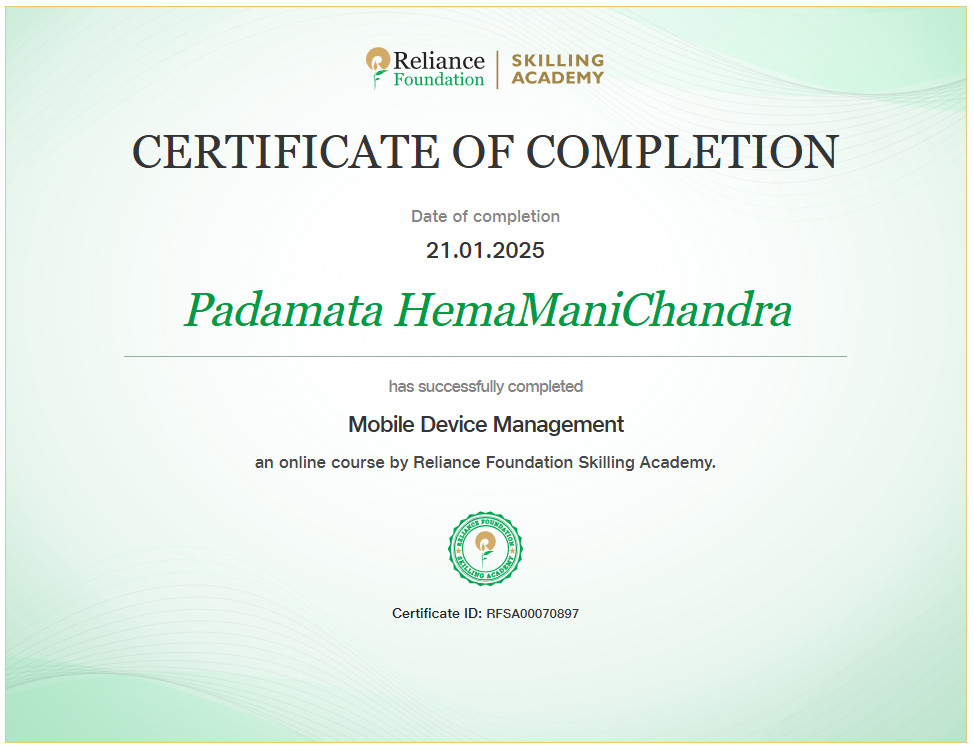 Reliance
Foundation
SKILLING
ACADEMY
CERTIFICATE OF COMPLETION
Date of completion
21.01.2025
Padamata HemaManiChandra
has successfully completed
Mobile Device Management
an online course by Reliance Foundation Skilling Academy.
RELIANCE FOUNDATION
SKILLING ACADEMY
Certificate ID: RFSA00070897